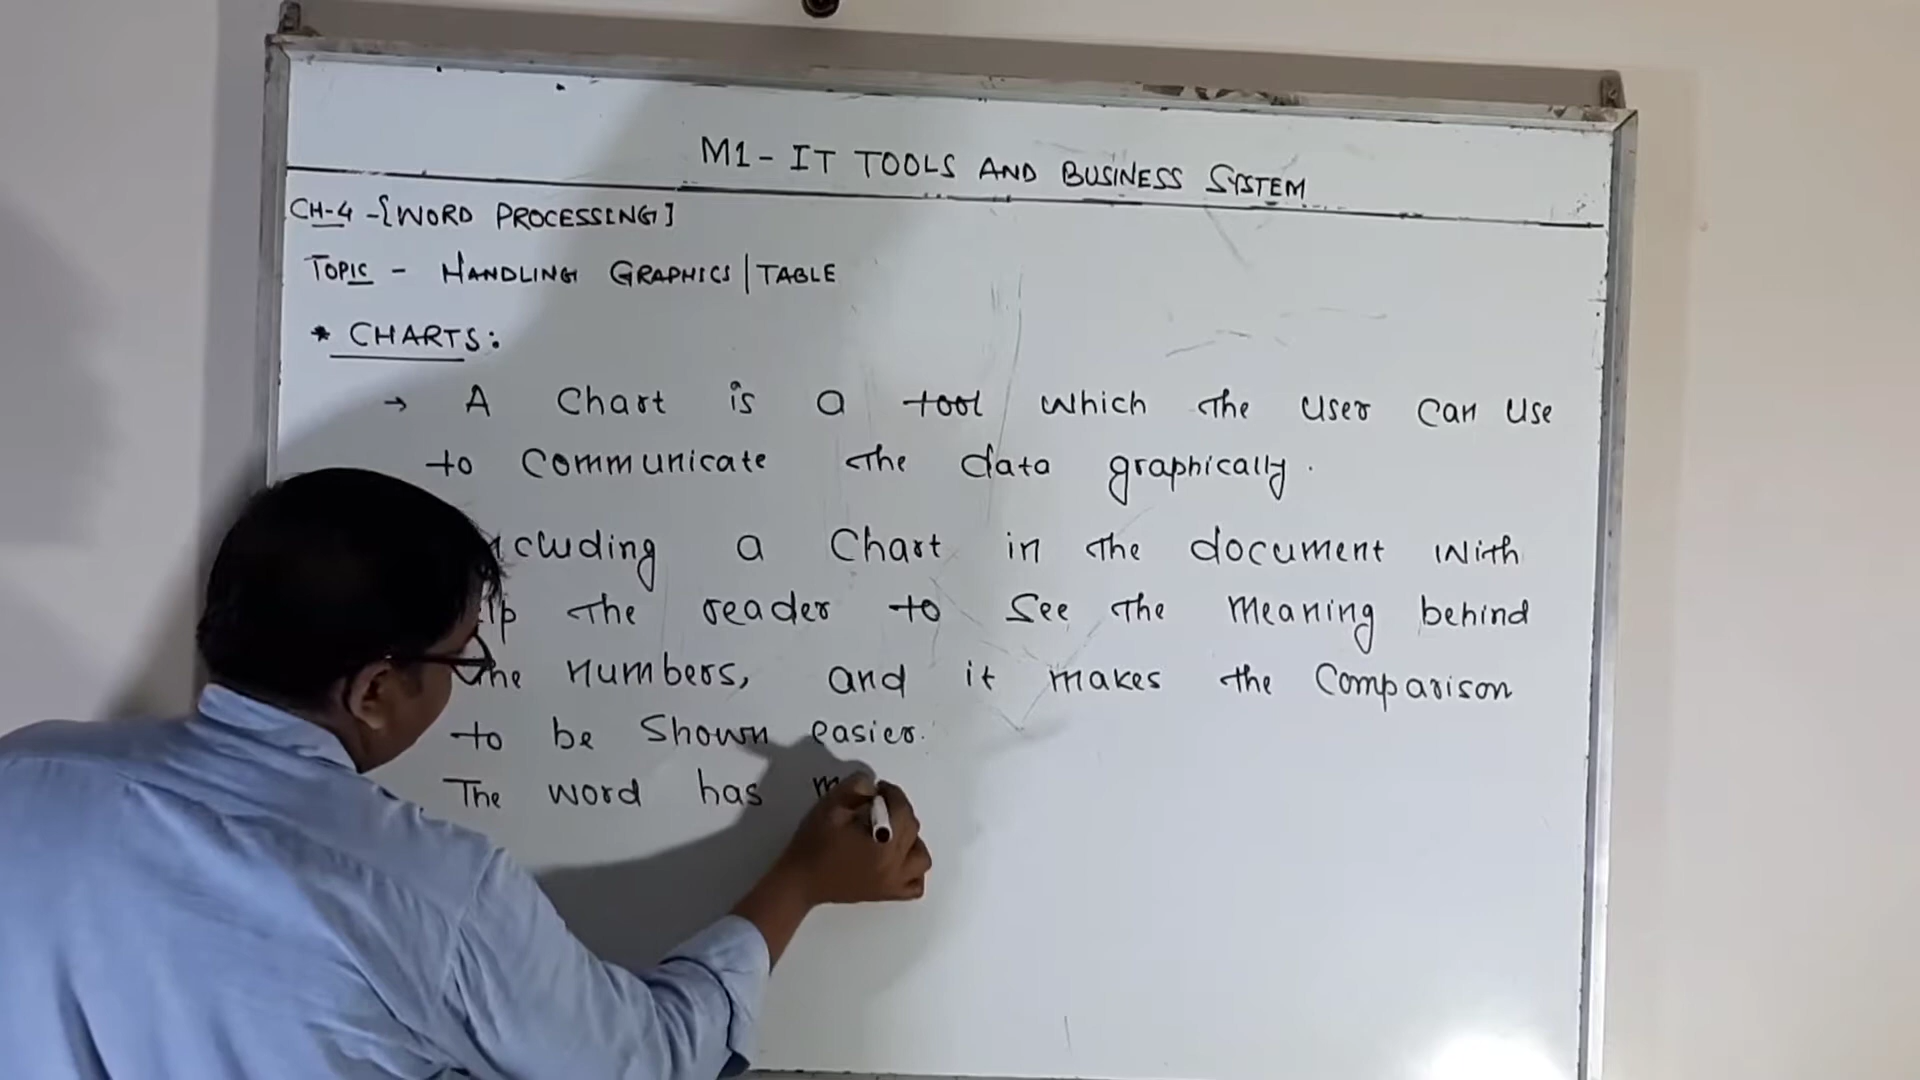 M1 - IT TOOLS AND BUSINESS SYSTEM
CH-4 - [WORD PROCESSING]
TOPIC - HANDLING GRAPHICS | TABLE
* CHARTS:
→ A Chart is a tool which the user can use
to communicate the data graphically.
a Chart in the document with
the reader to see the meaning behind
the numbers, and it makes the Comparison
to be Shown easier.
The word has